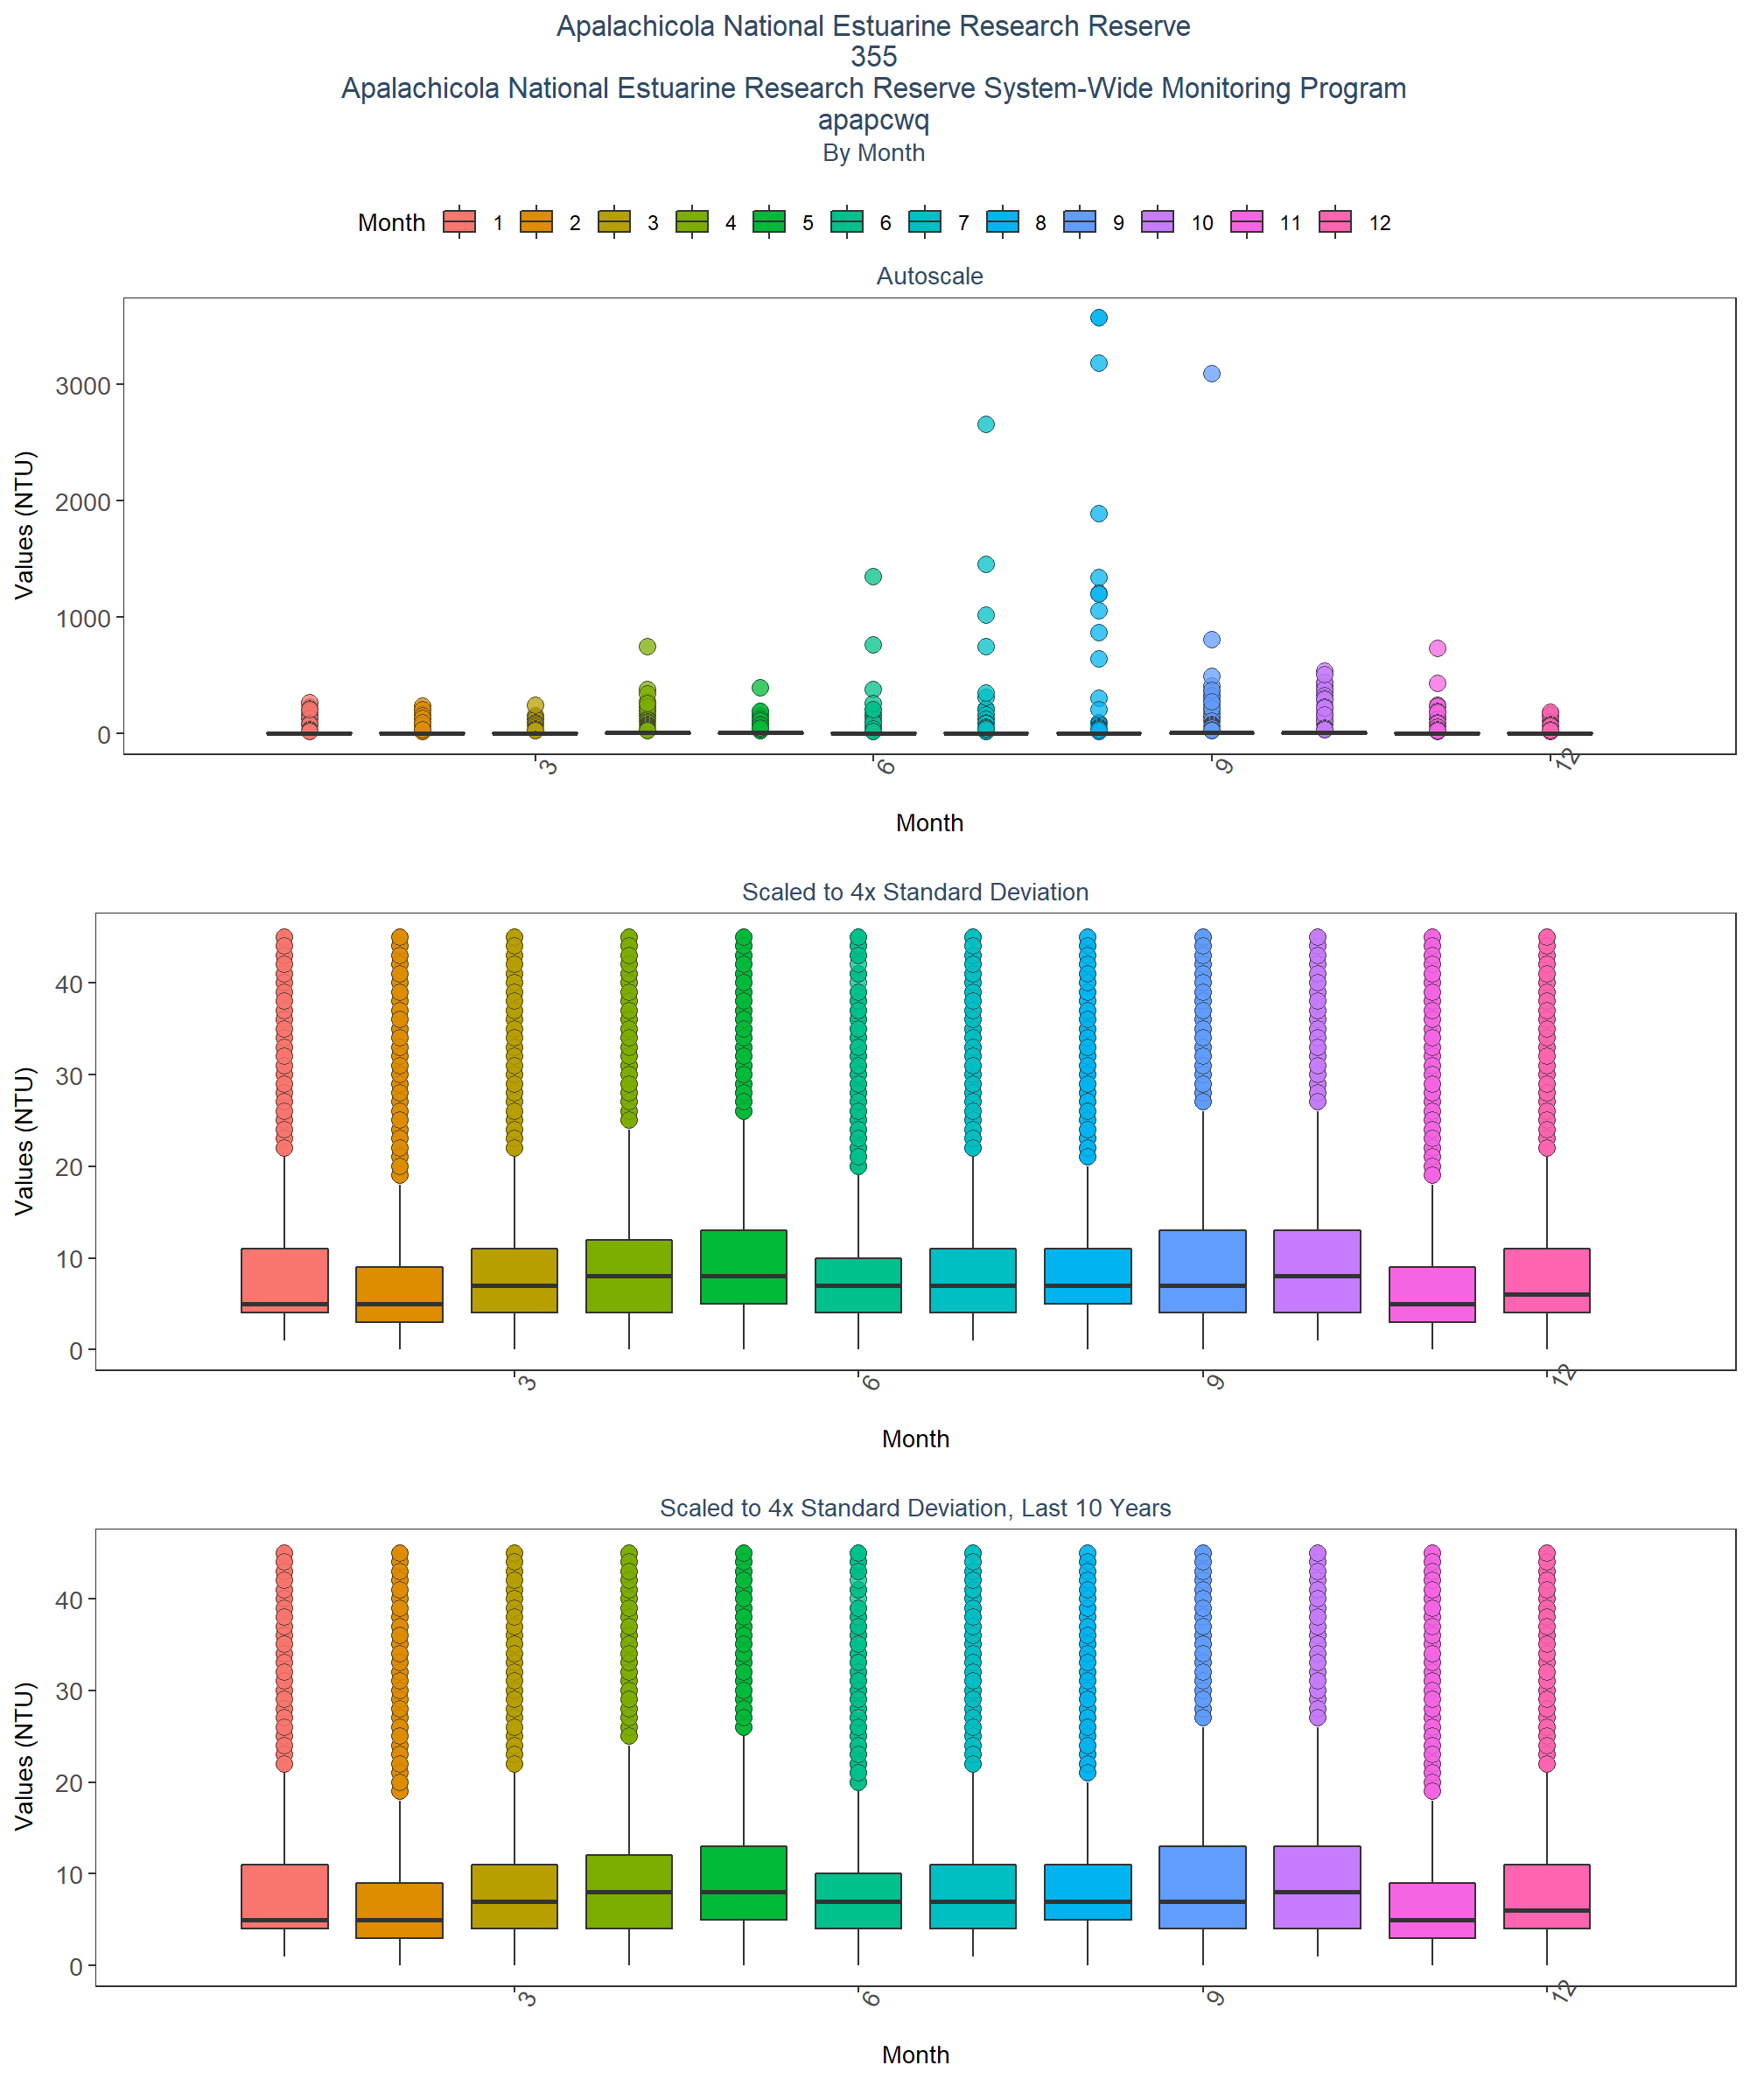 Apalachicola National Estuarine Research Reserve
355
Apalachicola National Estuarine Research Reserve System-Wide Monitoring Program
apapcwq
By Month
Month 1 2 3 4 5 6 7 8 9 10 11 12
Autoscale
Values (NTU)
3000
2000
1000
0
3 6 9 12
Month
Scaled to 4x Standard Deviation
Values (NTU)
40
30
20
10
0
3 6 9 12
Month
Scaled to 4x Standard Deviation, Last 10 Years
Values (NTU)
40
30
20
10
0
3 6 9 12
Month